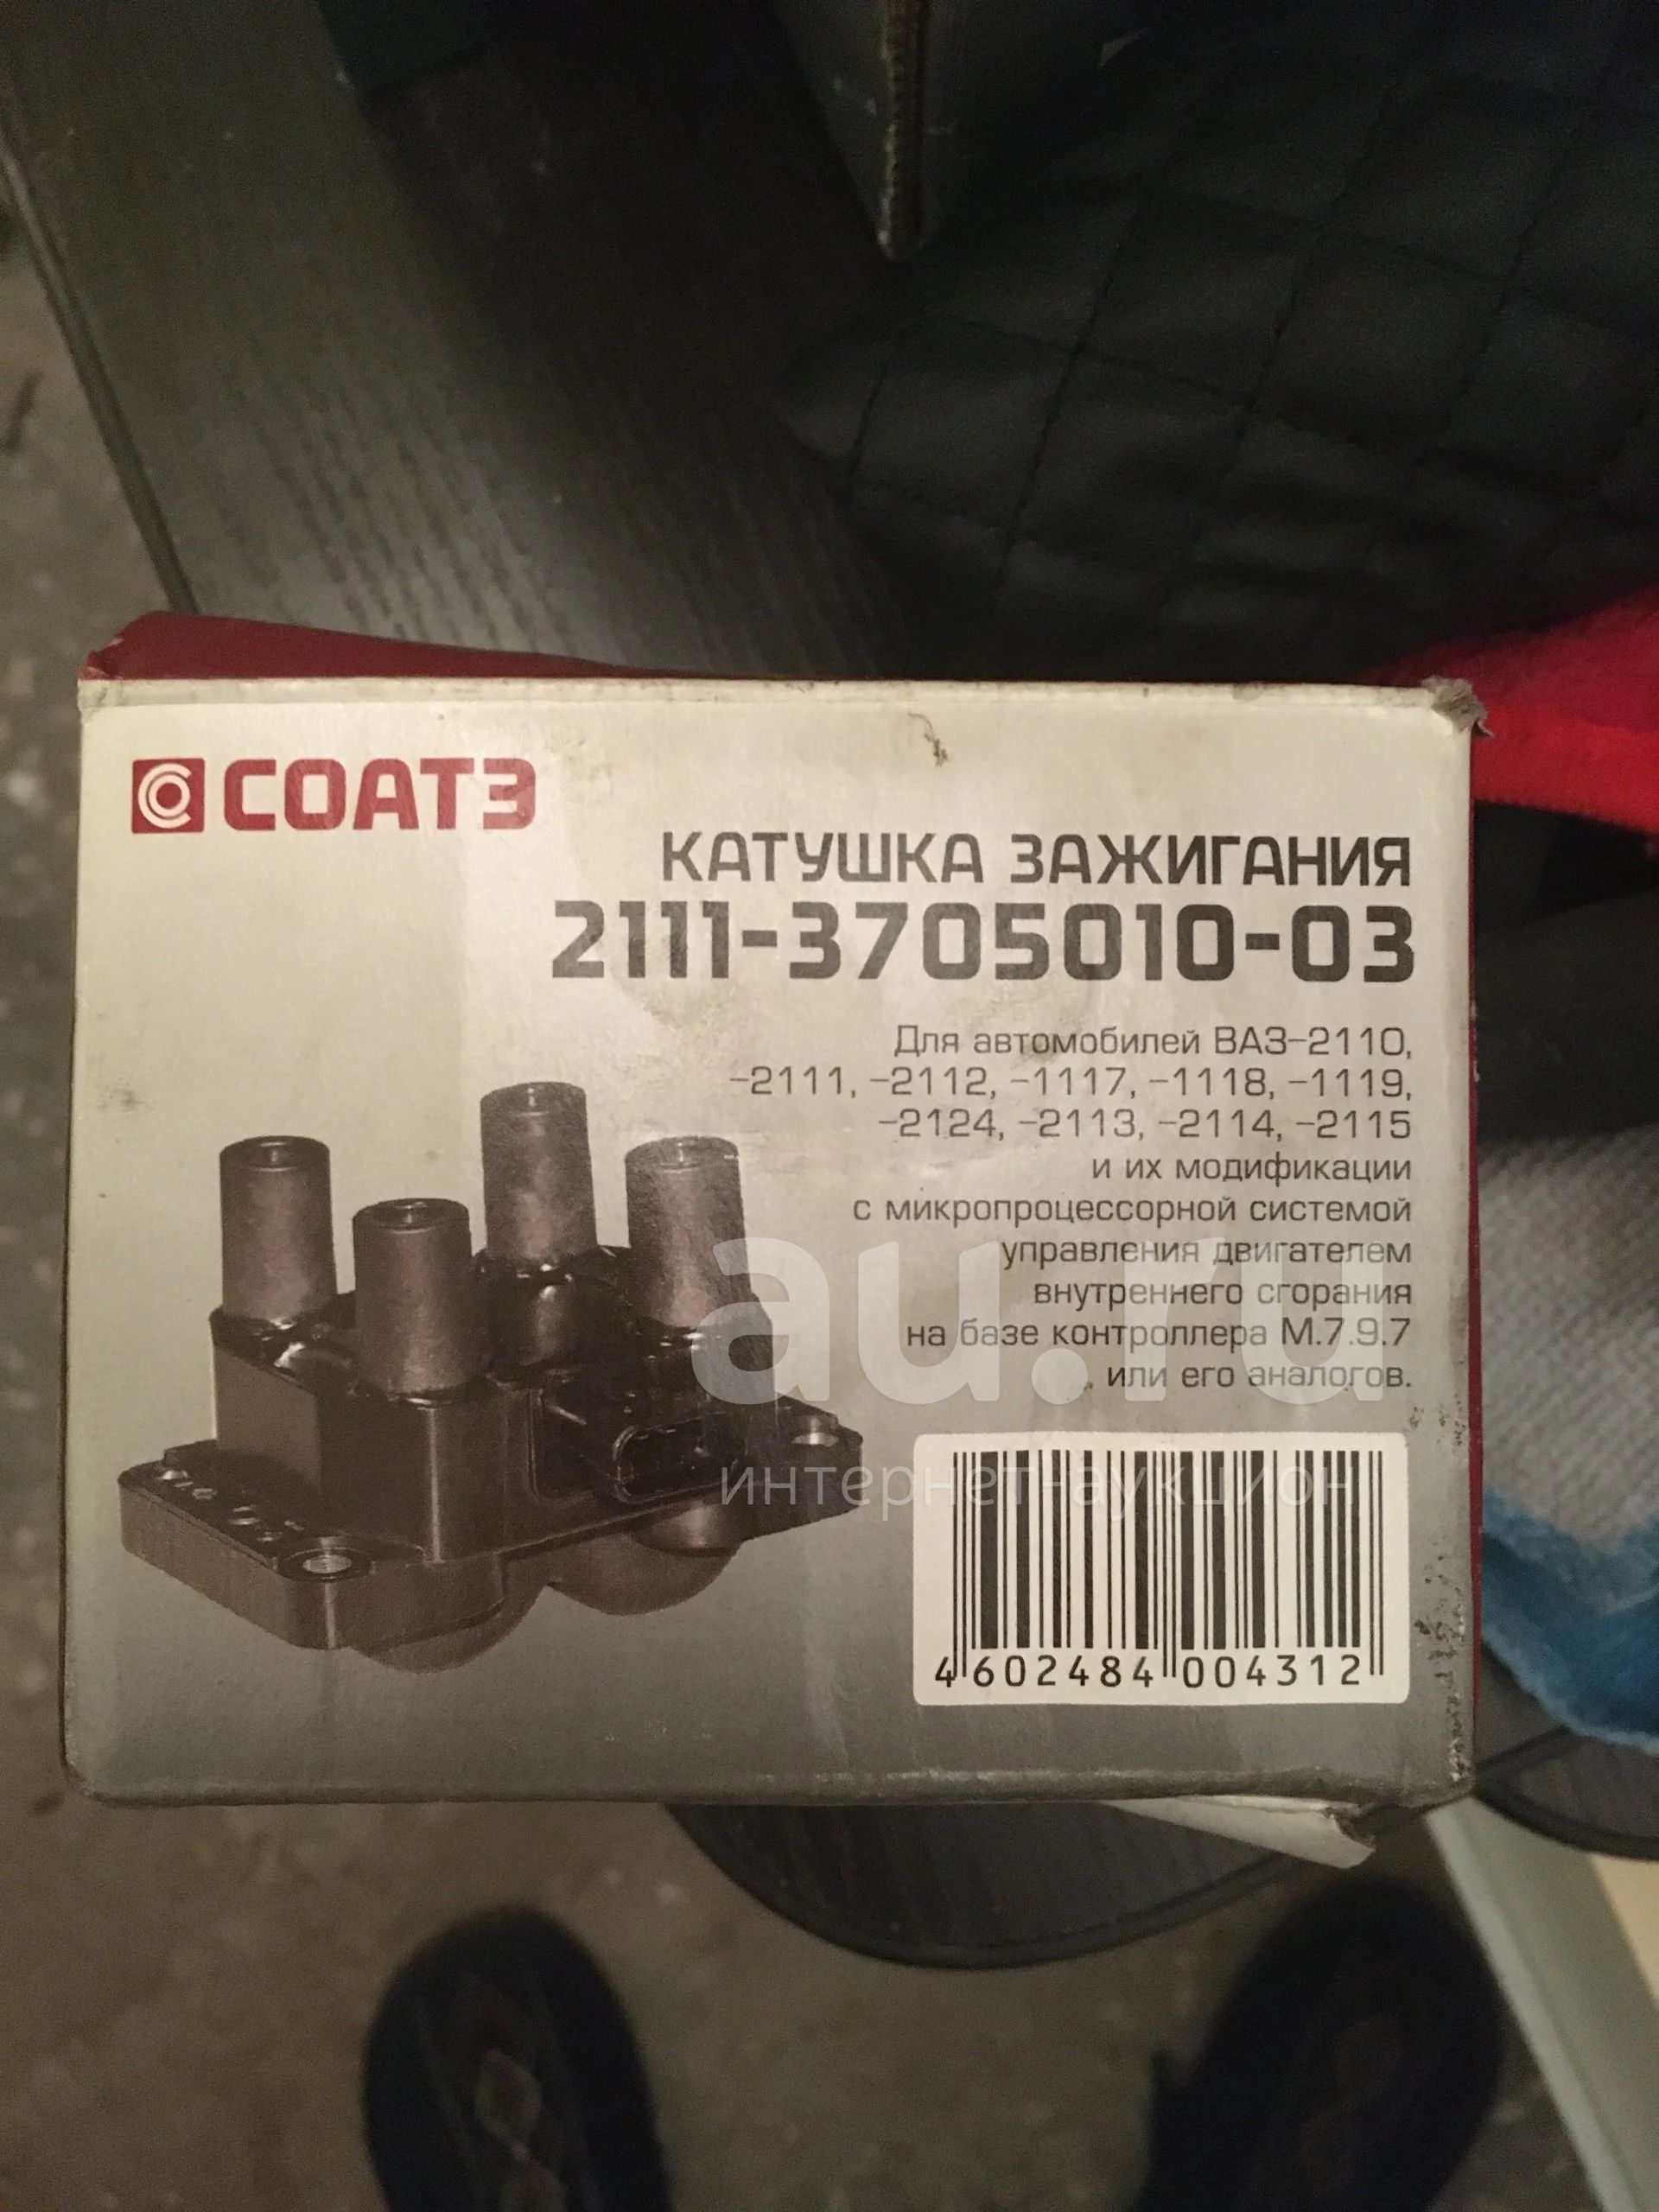 СОАТЭ
КАТУШКА ЗАЖИГАНИЯ
2111-3705010-03
Для автомобилей ВАЗ-2110,
-2111, -2112, -1117, -1118, -1119,
-2124, -2113, -2114, -2115
и их модификации
с микропроцессорной системой
управления двигателем
внутреннего сгорания
на базе контроллера М.7.9.7
или его аналогов.
au.ru
интернет-аукцион
4 602484 004312